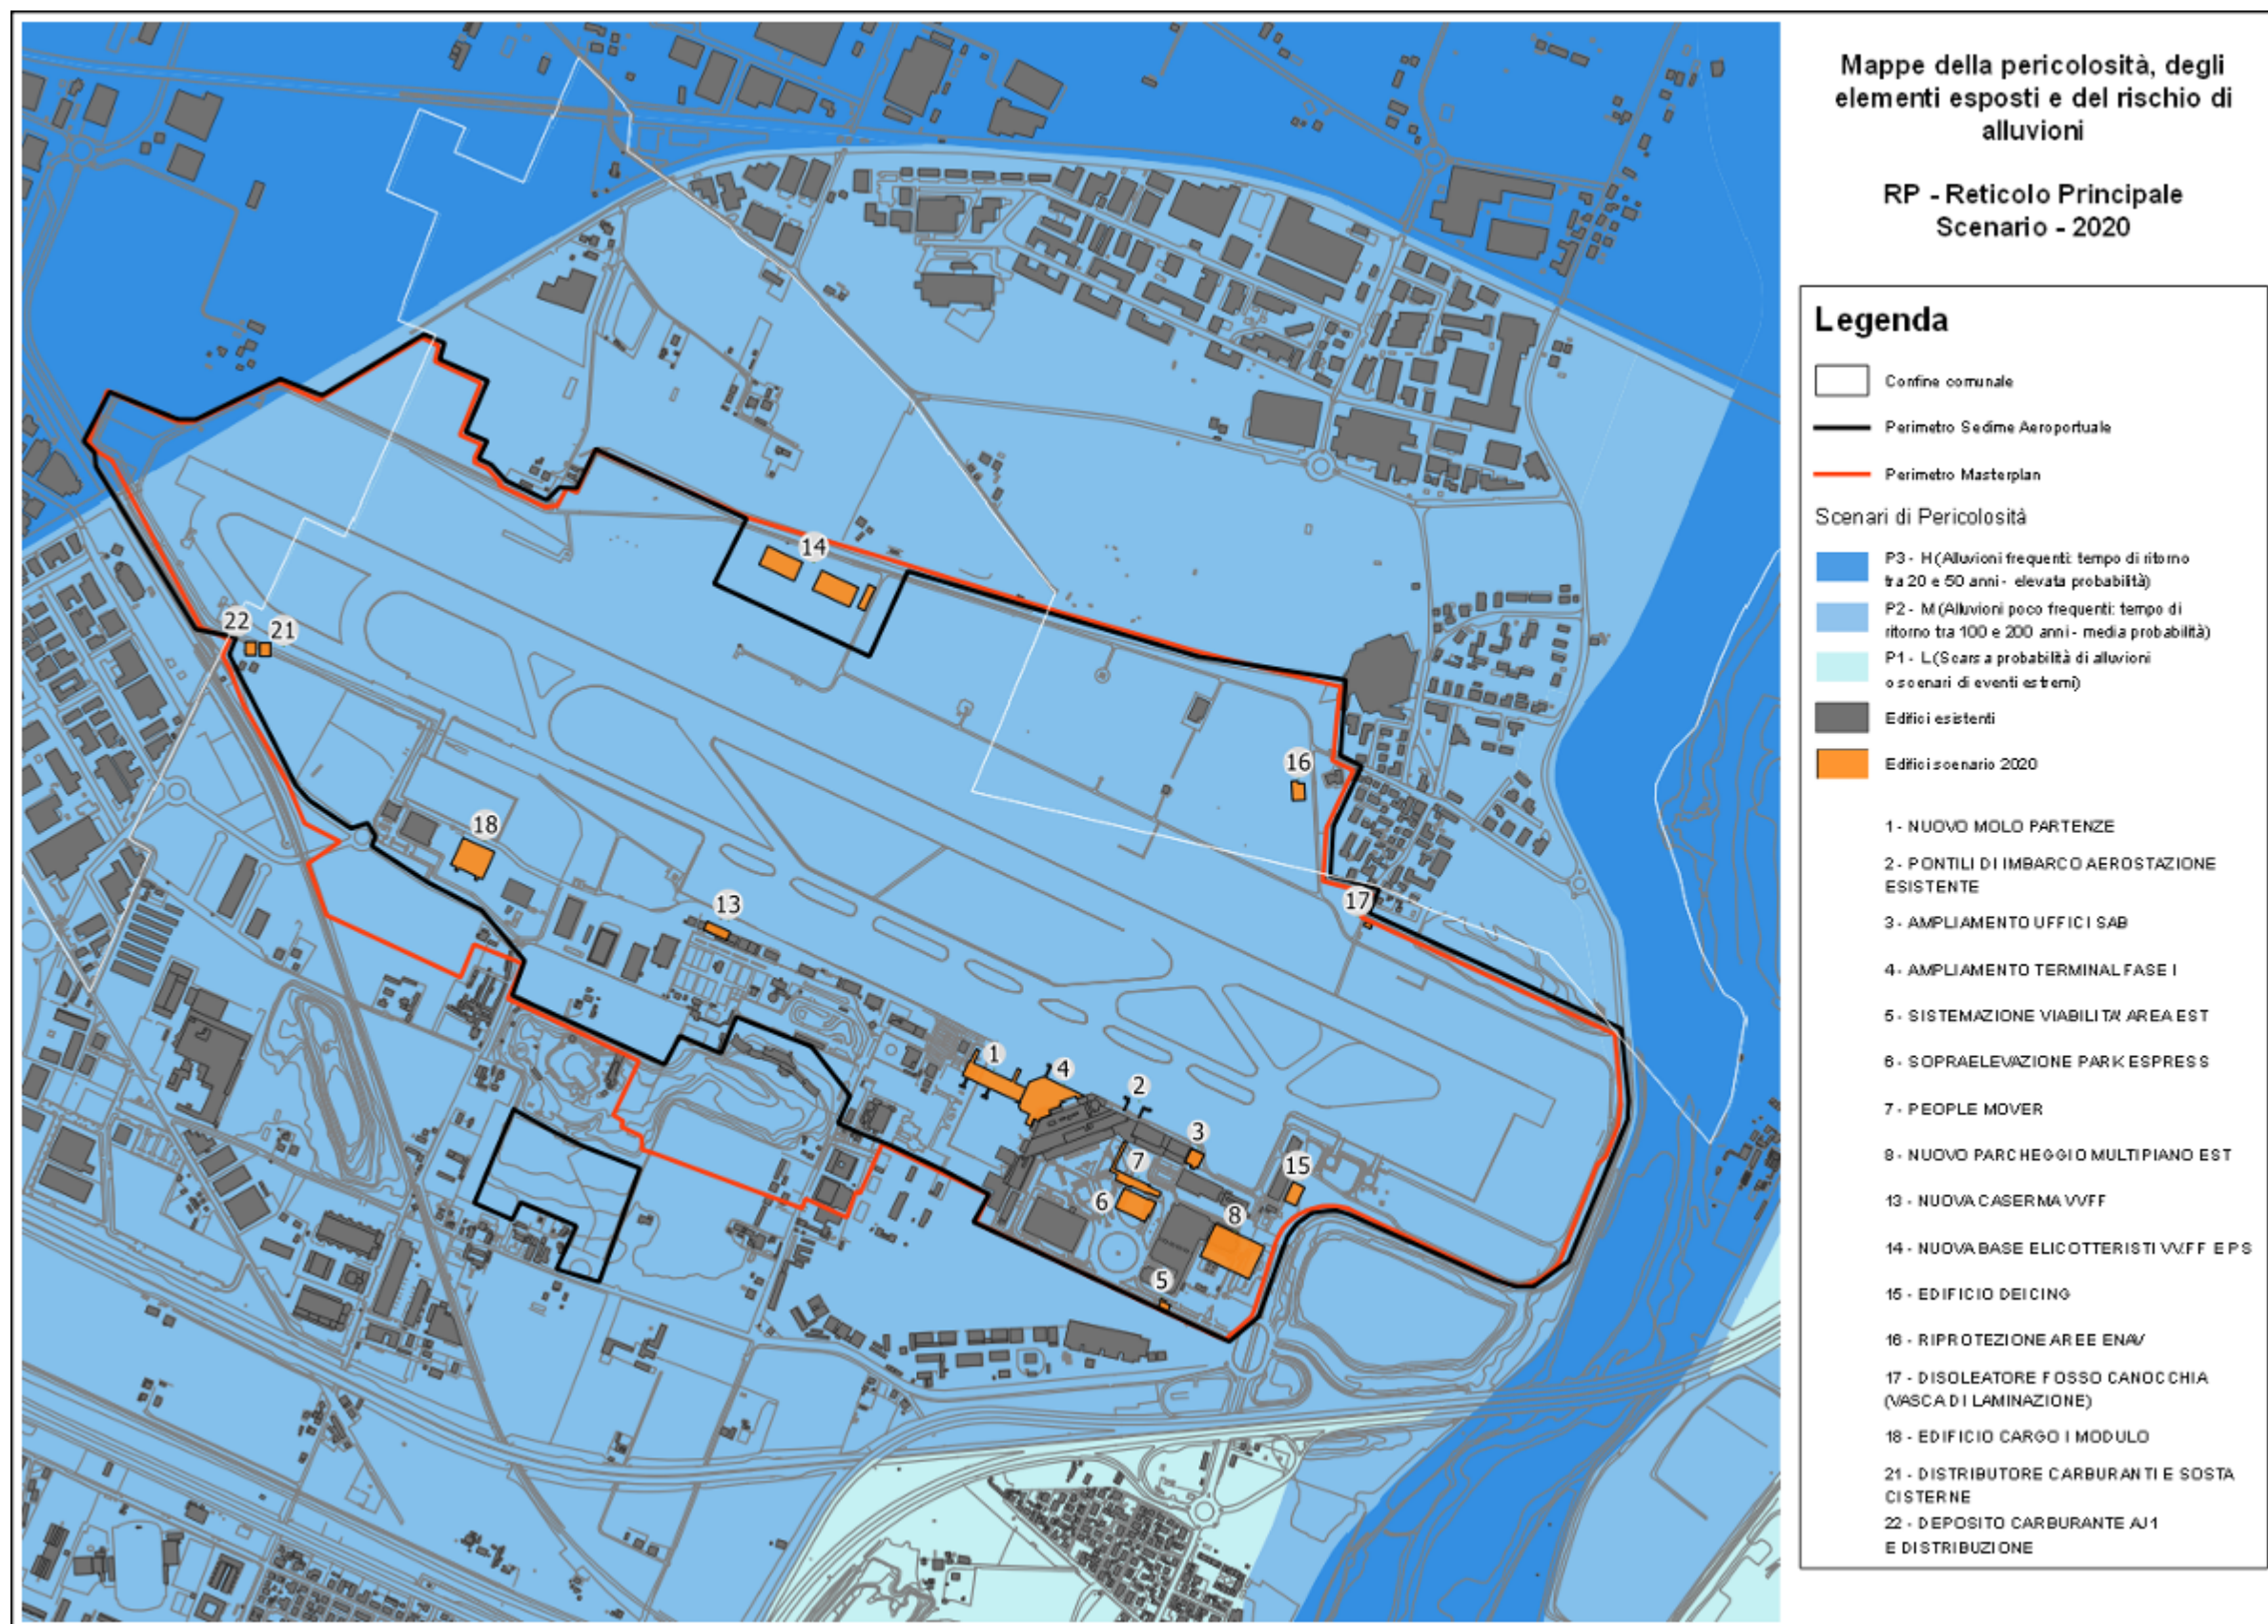 Mappe della pericolosità, degli
elementi esposti e del rischio di
alluvioni
RP - Reticolo Principale
Scenario - 2020
Legenda
Confine comunale
Perimetro Sedime Aeroportuale
Perimetro Masterplan
Scenari di Pericolosità
P3 - H (Alluvioni frequenti: tempo di ritorno
tra 20 e 50 anni - elevata probabilità)
P2 - M (Alluvioni poco frequenti: tempo di
ritorno tra 100 e 200 anni - media probabilità)
P1 - L (Scarsa probabilità di alluvioni
o scenari di eventi estremi)
Edifici esistenti
Edifici scenario 2020
1 - NUOVO MOLO PARTENZE
2 - PONTILI DI IMBARCO AEROSTAZIONE
ESISTENTE
3 - AMPLIAMENTO UFFICI SAB
4 - AMPLIAMENTO TERMINAL FASE I
5 - SISTEMAZIONE VIABILITA' AREA EST
6 - SOPRAELEVAZIONE PARK ESPRESS
7 - PEOPLE MOVER
8 - NUOVO PARCHEGGIO MULTIPIANO EST
13 - NUOVA CASERMA VVFF
14 - NUOVA BASE ELICOTTERISTI VV.FF E PS
15 - EDIFICIO DEICING
16 - RIPROTEZIONE AREE ENAV
17 - DISOLEATORE FOSSO CANOCCHIA
(VASCA DI LAMINAZIONE)
18 - EDIFICIO CARGO I MODULO
21 - DISTRIBUTORE CARBURANTI E SOSTA
CISTERNE
22 - DEPOSITO CARBURANTE AJ1
E DISTRIBUZIONE
14
22
21
16
18
17
13
1
4
2
3
7
15
6
8
5